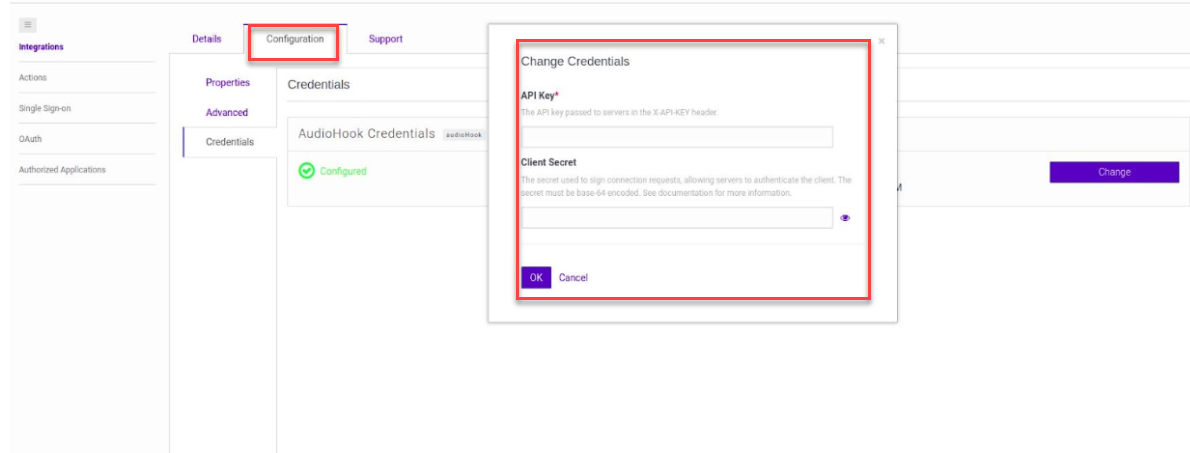 Integrations
Actions
Single Sign-on
OAuth
Authorized Applications
Details
Configuration
Support
Properties
Advanced
Credentials
Credentials
AudioHook Credentials audioHook
Configured
Change
M
×
Change Credentials
API Key*
The API key passed to servers in the X-API-KEY header.
Client Secret
The secret used to sign connection requests, allowing servers to authenticate the client. The
secret must be base-64 encoded. See documentation for more information.
OK Cancel